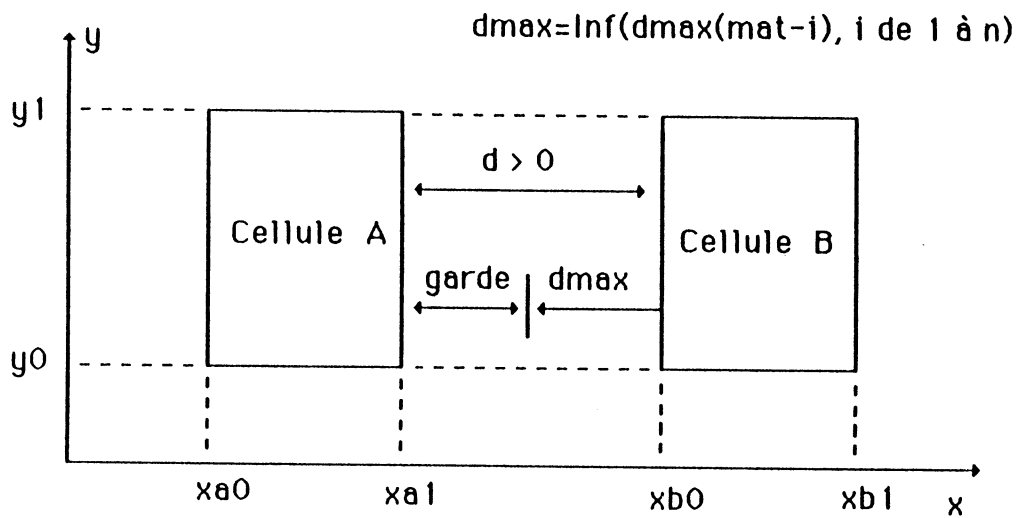 dmax=Inf(dmax(mat-i), i de 1 à n)
y
y1
d > 0
Cellule A
Cellule B
garde
dmax
y0
xa0
xa1
xb0
xb1
x